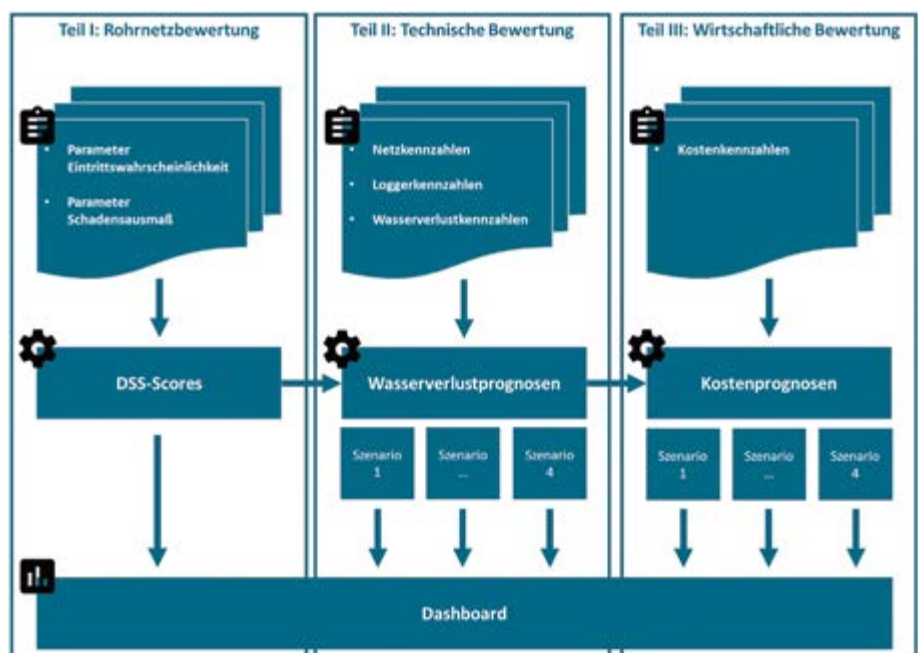 Teil I: Rohrnetzbewertung
Parameter
Eintrittswahrscheinlichkeit
Parameter
Schadensausmaß
DSS-Scores
Teil II: Technische Bewertung
Netzkennzahlen
Loggerkennzahlen
Wasserverlustkennzahlen
Wasserverlustprognosen
Szenario
1
Szenario
...
Szenario
4
Teil III: Wirtschaftliche Bewertung
Kostenkennzahlen
Kostenprognosen
Szenario
1
Szenario
...
Szenario
4
Dashboard